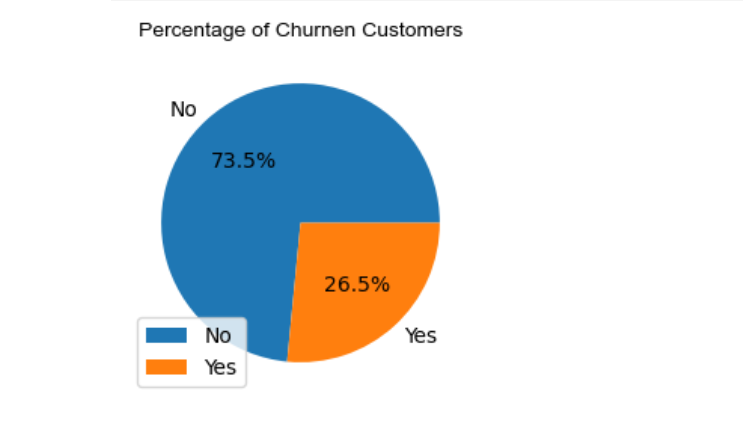 Percentage of Churnen Customers
No
73.5%
26.5%
Yes
No
Yes